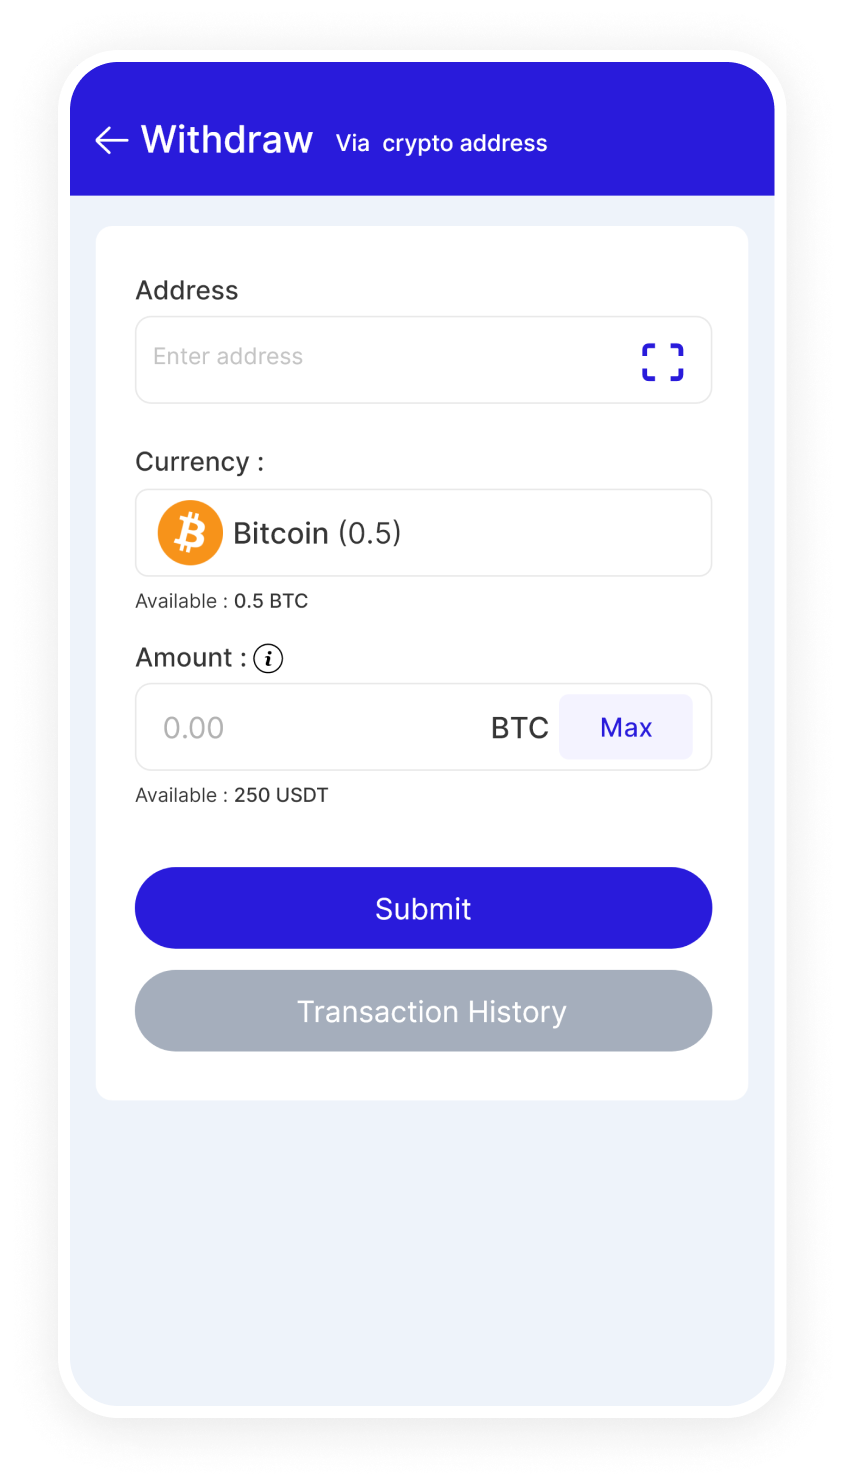 Withdraw Via crypto address
Address
Enter address
Currency :
Bitcoin (0.5)
Available : 0.5 BTC
Amount : i
0.00 BTC Max
Available : 250 USDT
Submit
Transaction History